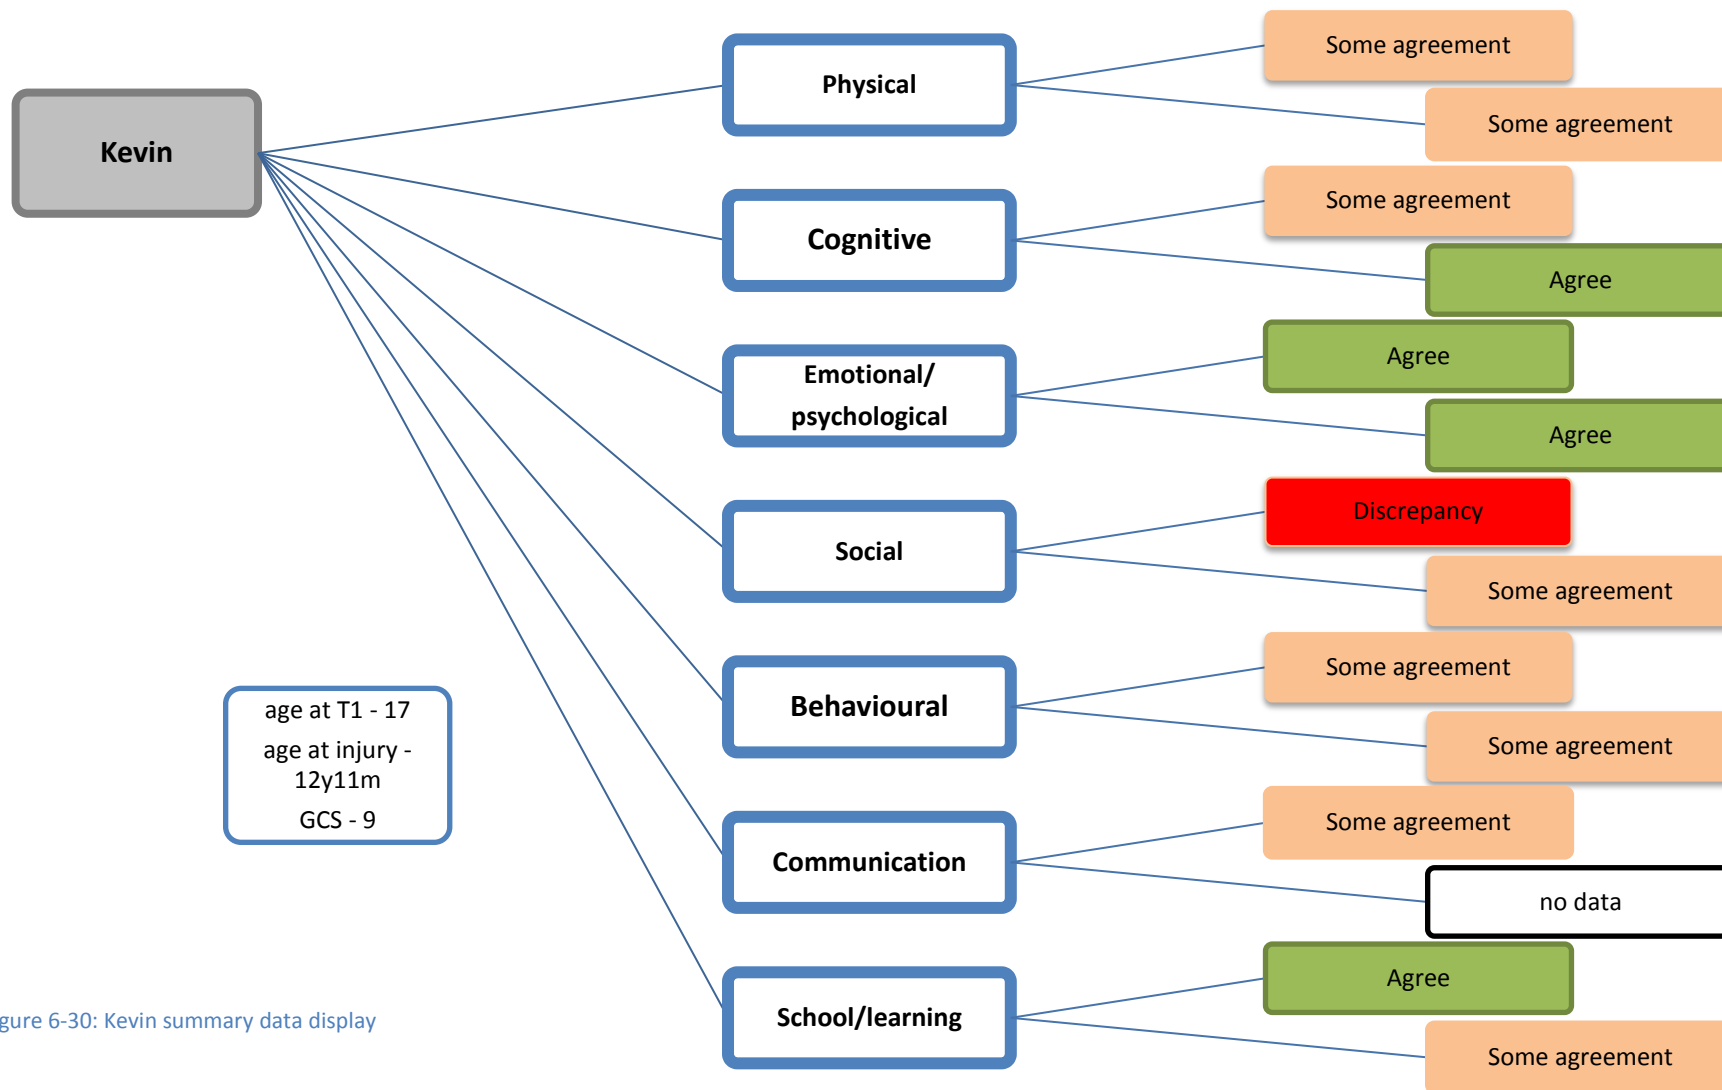 Kevin
Physical
Some agreement
Some agreement
Cognitive
Some agreement
Agree
Emotional/
psychological
Agree
Agree
Social
Discrepancy
Some agreement
Behavioural
Some agreement
Some agreement
age at T1 - 17
age at injury -
12y11m
GCS - 9
Communication
Some agreement
no data
School/learning
Agree
Some agreement
gure 6-30: Kevin summary data display